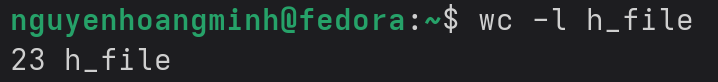 nguyenhoangminh@fedora:~$ wc -l h_file
23 h_file